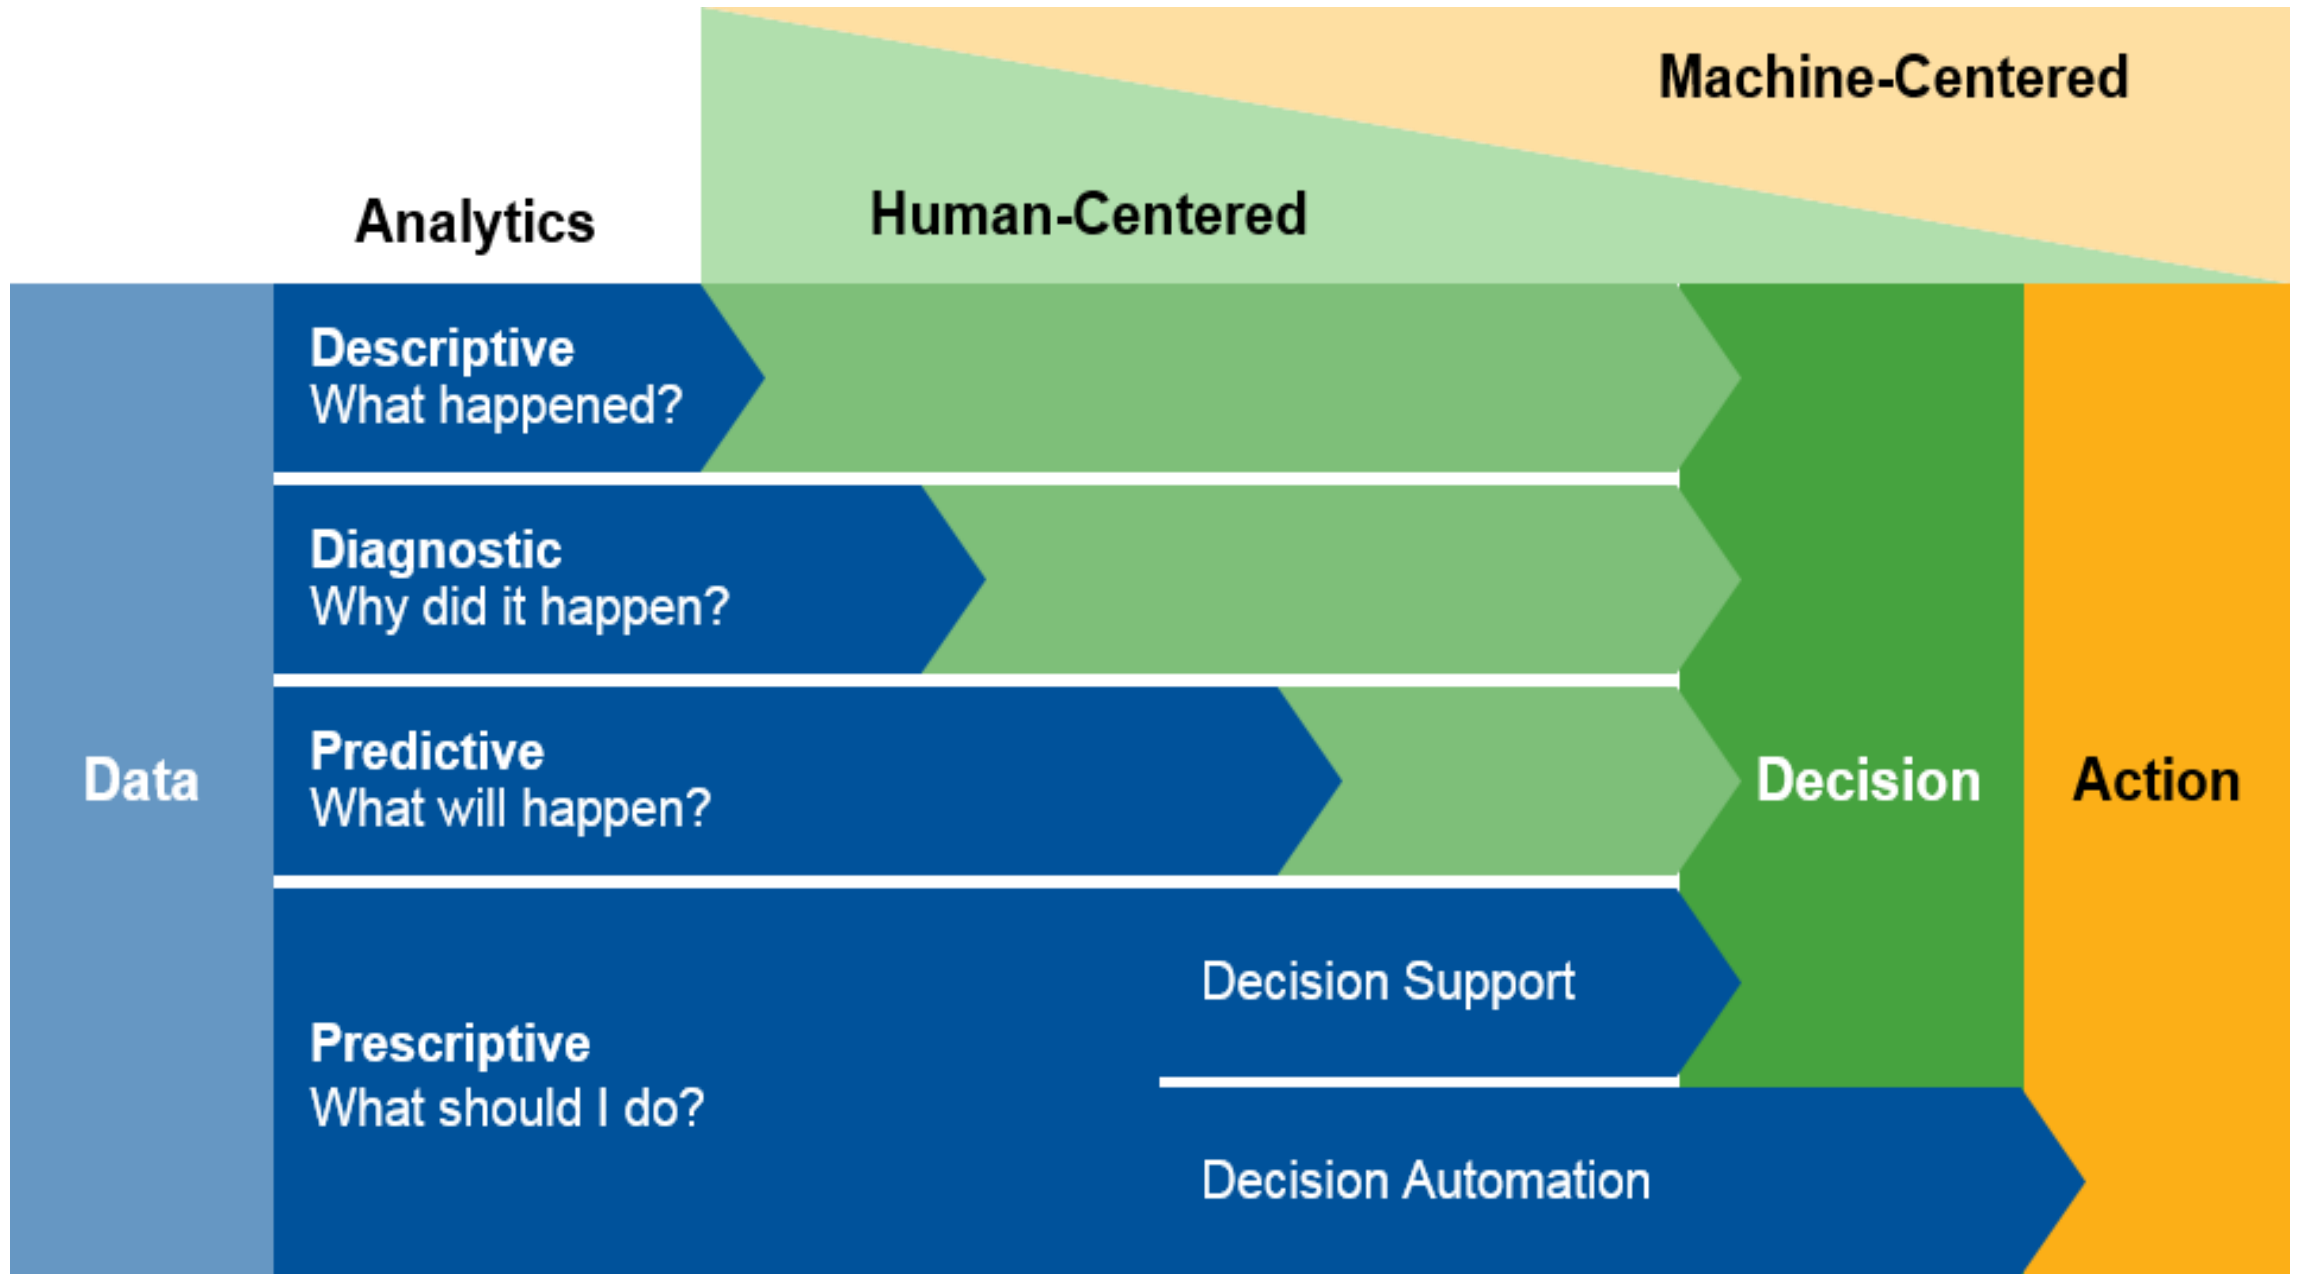 Machine-Centered
Human-Centered
Analytics
Descriptive
What happened?
Diagnostic
Why did it happen?
Predictive
What will happen?
Data
Decision
Action
Decision Support
Prescriptive
What should I do?
Decision Automation